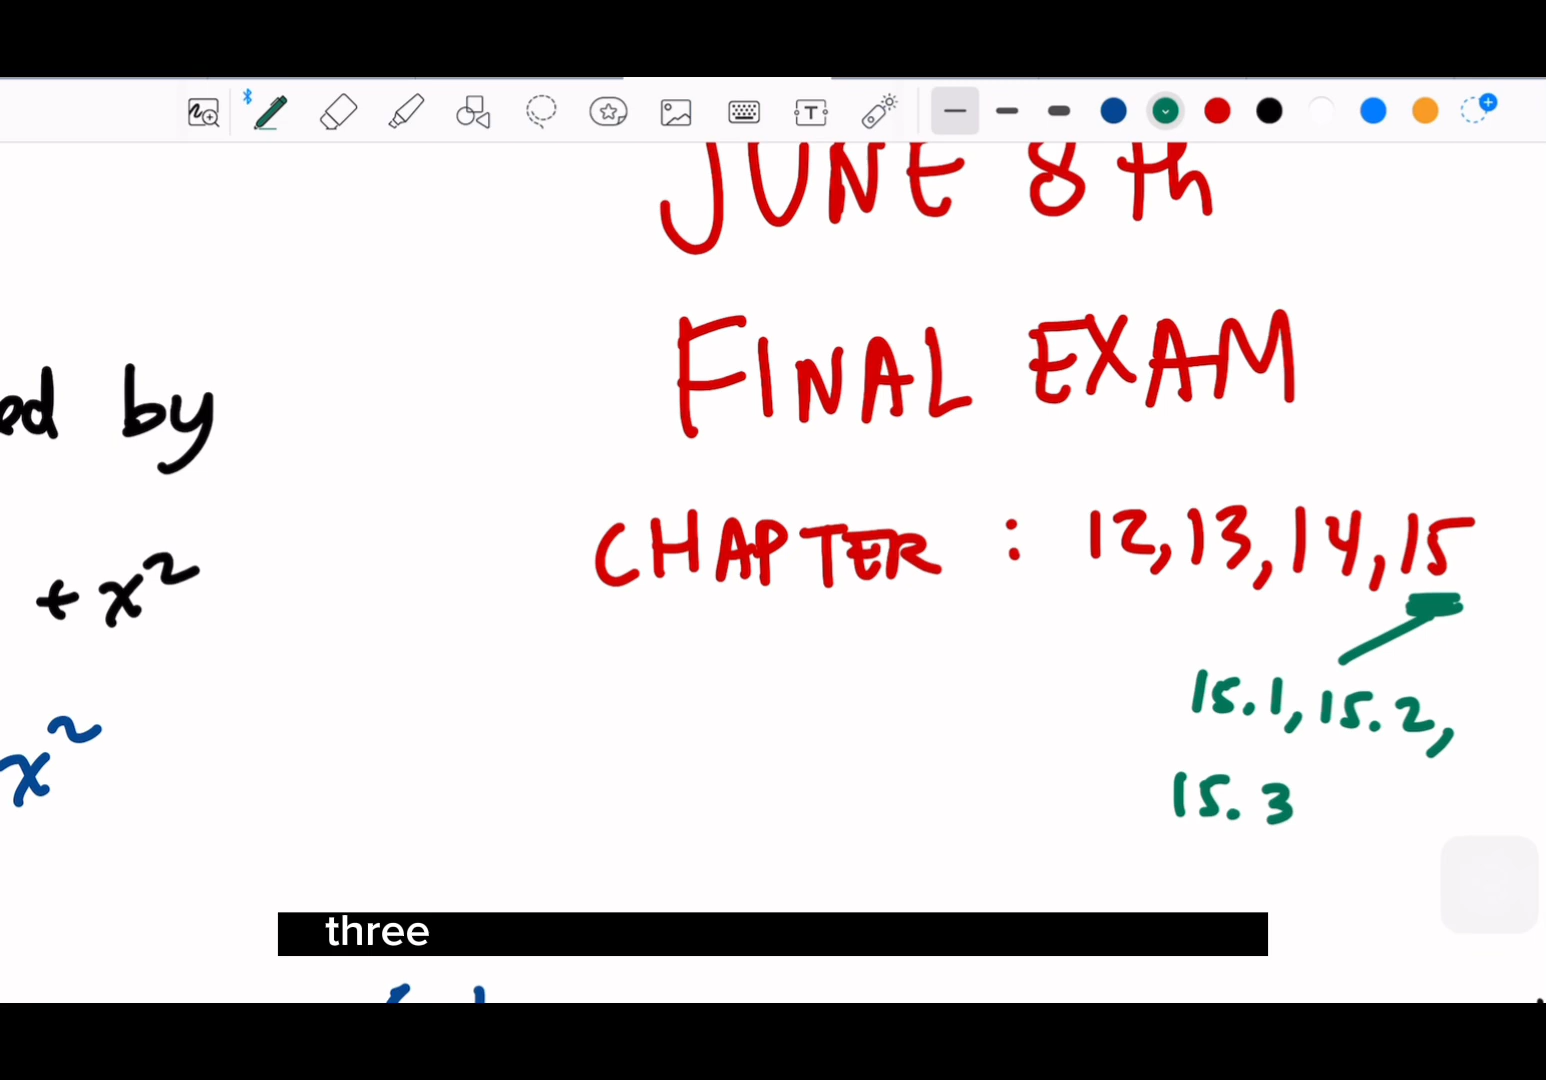 JUNE 8th
FINAL EXAM
ed by
CHAPTER : 12, 13, 14, 15
+ x²
15.1, 15.2,
x²
15.3
three